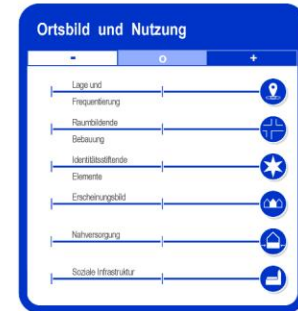 Ortsbild und Nutzung
- o +
Lage und
Frequentierung
Raumbildende
Bebauung
Identitätsstiftende
Elemente
Erscheinungsbild
Nahversorgung
Soziale Infrastruktur